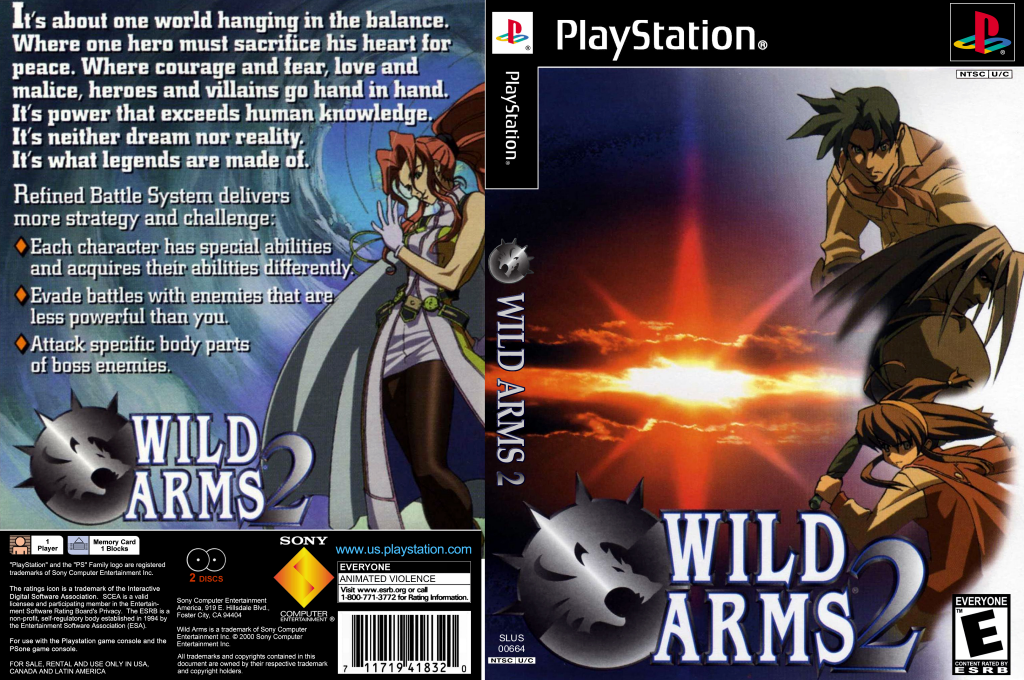 It's about one world hanging in the balance.
Where one hero must sacrifice his heart for
peace. Where courage and fear, love and
malice, heroes and villains go hand in hand.
It's power that exceeds human knowledge.
It's neither dream nor reality.
It's what legends are made of.
Refined Battle System delivers
more strategy and challenge:
Each character has special abilities
and acquires their abilities differently.
Evade battles with enemies that are
less powerful than you.
Attack specific body parts
of boss enemies.
WILD
ARMS 2
1
Player
Memory Card
1 Blocks
"PlayStation" and the "PS" Family logo are registered
trademarks of Sony Computer Entertainment Inc.
The ratings icon is a trademark of the Interactive
Digital Software Association. SCEA is a valid
licensee and participating member in the Entertain-
ment Software Rating Board's Privacy. The ESRB is a
non-profit, self-regulatory body established in 1994 by
the Entertainment Software Association (ESA).
For use with the Playstation game console and the
PSone game console.
FOR SALE, RENTAL AND USE ONLY IN USA,
CANADA AND LATIN AMERICA
2 DISCS
Sony Computer Entertainment
America, 919 E. Hillsdale Blvd.,
Foster City, CA 94404
Wild Arms is a trademark of Sony Computer
Entertainment Inc. © 2000 Sony Computer
Entertainment Inc.
All trademarks and copyrights contained in this
document are owned by their respective trademark
and copyright holders.
SONY
COMPUTER
ENTERTAINMENT ®
www.us.playstation.com
EVERYONE
ANIMATED VIOLENCE
Visit www.esrb.org or call
1-800-771-3772 for Rating Information.
7 11719 41832 0
PlayStation®
WILD ARMS 2
SLUS
00664
NTSC U/C
PlayStation®
NTSC U/C
WILD
ARMS 2
EVERYONE
TM
E
CONTENT RATED BY
ESRB